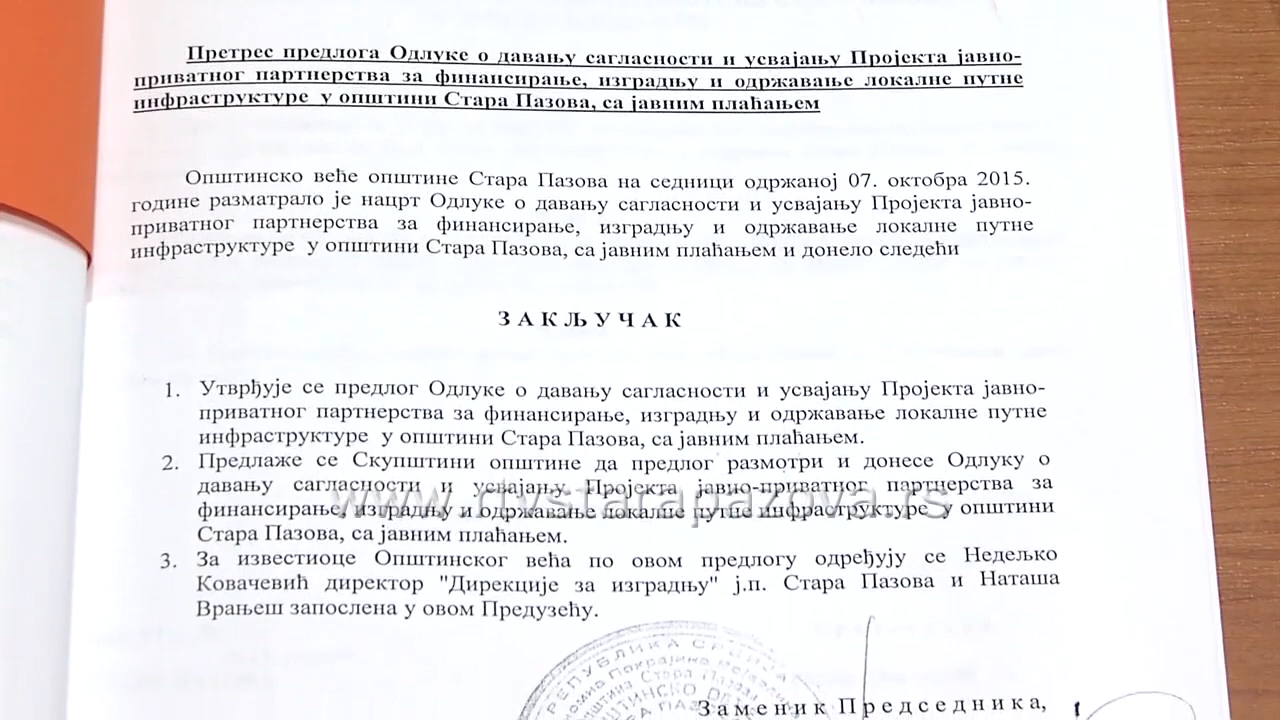 Претрес предлога Одлуке о давању сагласности и усвајању Пројекта јавно-
приватног партнерства за финансирање, изградњу и одржавање локалне путне
инфраструктуре у општини Стара Пазова, са јавним плаћањем
Општинско веће општине Стара Пазова на седници одржаној 07. октобра 2015.
године разматрало је нацрт Одлуке о давању сагласности и усвајању Пројекта јавно-
приватног партнерства за финансирање, изградњу и одржавање локалне путне
инфраструктуре у општини Стара Пазова, са јавним плаћањем и донело следећи
З А К Љ У Ч А К
1. Утврђује се предлог Одлуке о давању сагласности и усвајању Пројекта јавно-
приватног партнерства за финансирање, изградњу и одржавање локалне путне
инфраструктуре у општини Стара Пазова, са јавним плаћањем.
2. Предлаже се Скупштини општине да предлог размотри и донесе Одлуку о
давању сагласности и усвајању Пројекта јавно-приватног партнерства за
финансирање, изградњу и одржавање локалне путне инфраструктуре у општини
Стара Пазова, са јавним плаћањем.
3. За известиоце Општинског већа по овом предлогу одређују се Недељко
Ковачевић директор "Дирекције за изградњу" ј.п. Стара Пазова и Наташа
Врањеш запослена у овом Предузећу.
РЕПУБЛИКА СРБИЈА
Стара Пазова
Заменик Председника,